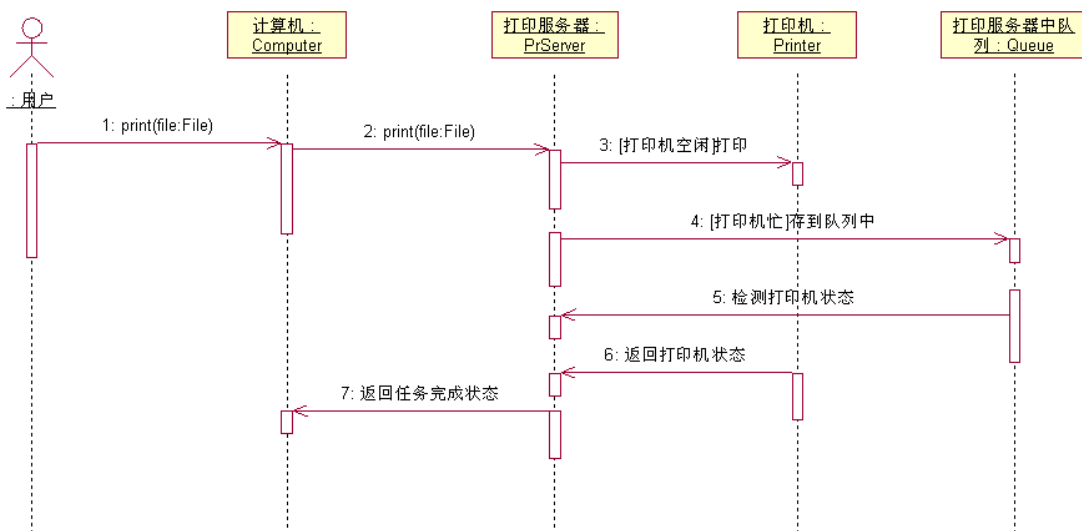 计算机：
Computer
打印服务器：
PrServer
打印机：
Printer
打印服务器中队
列：Queue
：用户
1: print(file:File)
2: print(file:File)
3: [打印机空闲]打印
4: [打印机忙]存到队列中
5: 检测打印机状态
6: 返回打印机状态
7: 返回任务完成状态